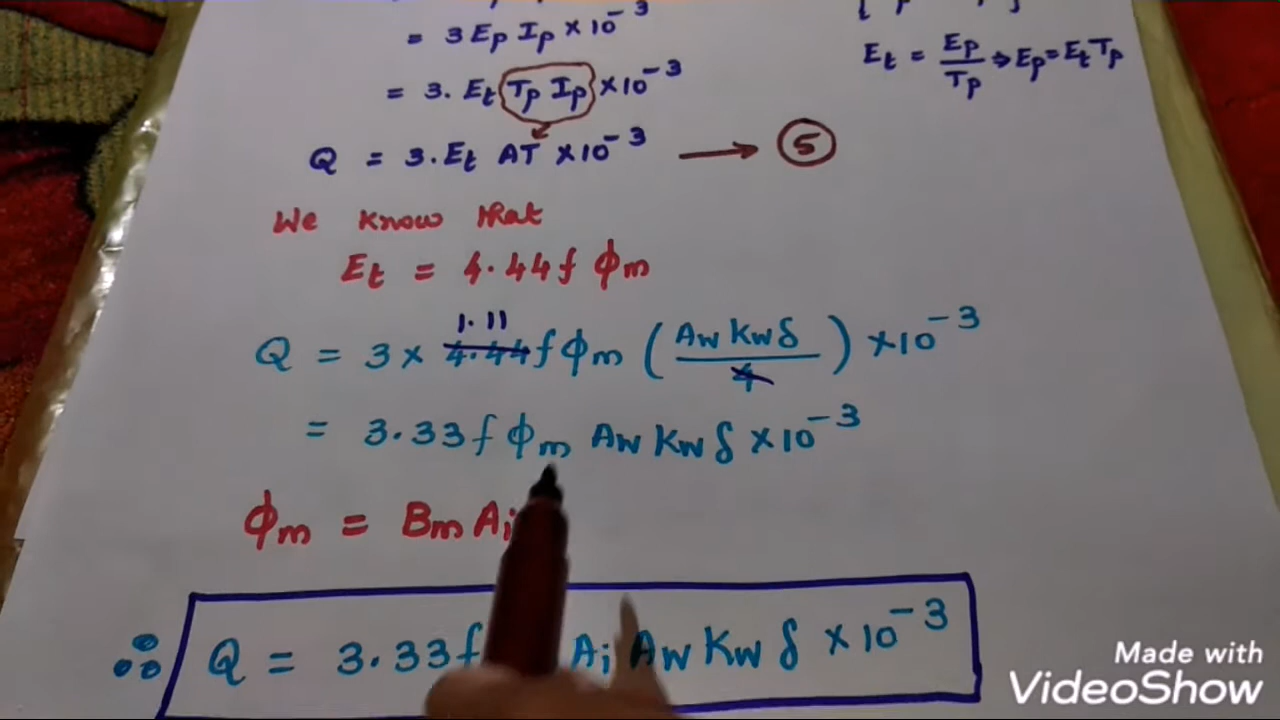 = 3 Ep Ip × 10⁻³
Et = Ep/Tp ⇒ Ep = Et Tp
= 3. Et Tp Ip × 10⁻³
Q = 3. Et AT × 10⁻³ → 5
We know that
Et = 4.44 f ϕm
1.11
Q = 3 × 4.44 f ϕm (Aw Kw δ / 4) × 10⁻³
= 3.33 f ϕm Aw Kw δ × 10⁻³
ϕm = Bm Ai
∴ Q = 3.33 f Ai Aw Kw δ × 10⁻³
Made with
VideoShow